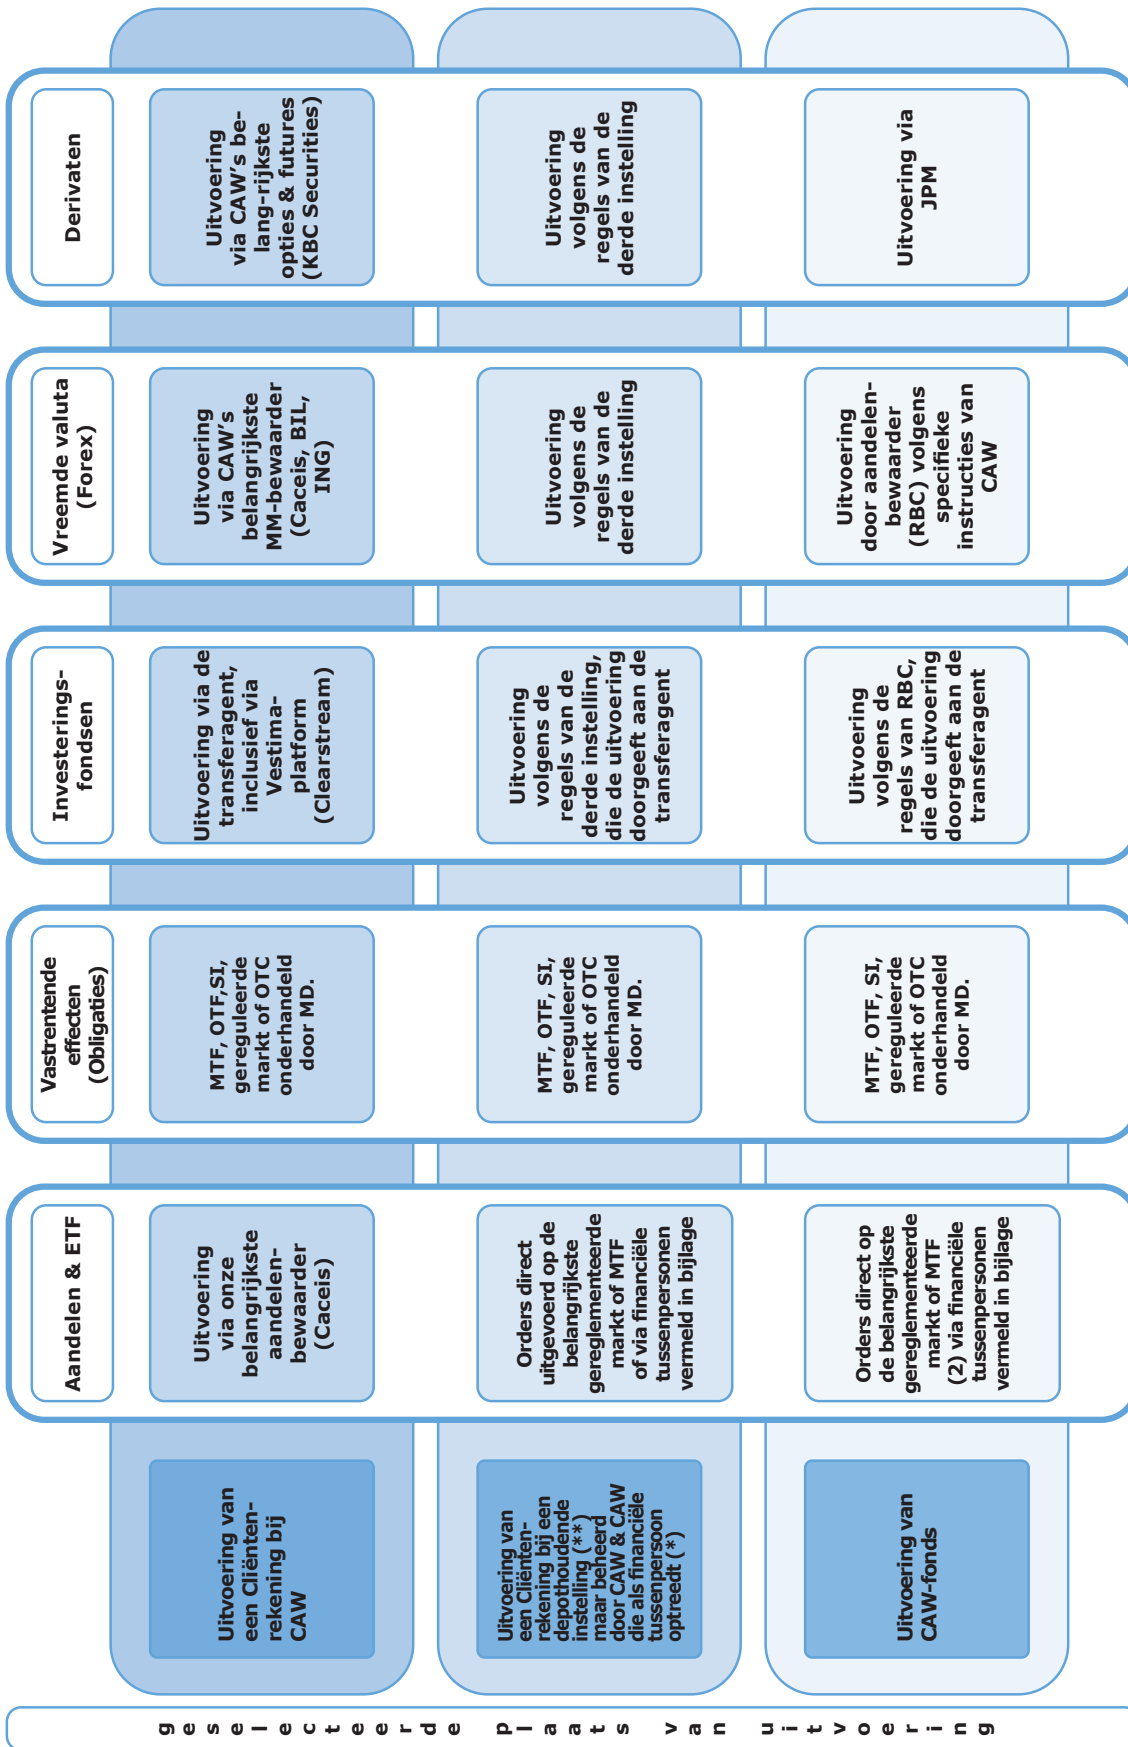 geselecteerde plaats van uitvoering
Aandelen & ETF
Vastrentende
effecten
(Obligaties)
Investerings-
fondsen
Vreemde valuta
(Forex)
Derivaten
Uitvoering van
een Cliënten-
rekening bij
CAW
Uitvoering
via onze
belangrijkste
aandelen-
bewaarder
(Caceis)
MTF, OTF,SI,
gereguleerde
markt of OTC
onderhandeld
door MD.
Uitvoering via de
transferagent,
inclusief via
Vestima-
platform
(Clearstream)
Uitvoering
via CAW's
belangrijkste
MM-bewaarder
(Caceis, BIL,
ING)
Uitvoering
via CAW's be-
lang-rijkste
opties & futures
(KBC Securities)
Uitvoering van
een Cliënten-
rekening bij een
depothoudende
instelling (**)
maar beheerd
door CAW & CAW
die als financiële
tussenpersoon
optreedt (*)
Orders direct
uitgevoerd op de
belangrijkste
gereglementeerde
markt of MTF
of via financiële
tussenpersonen
vermeld in bijlage
MTF, OTF, SI,
gereguleerde
markt of OTC
onderhandeld
door MD.
Uitvoering
volgens de
regels van de
derde instelling,
die de uitvoering
doorgeeft aan de
transferagent
Uitvoering
volgens de
regels van de
derde instelling
Uitvoering
volgens de
regels van de
derde instelling
Uitvoering van
CAW-fonds
Orders direct op
de belangrijkste
gereglementeerde
markt of MTF
(2) via financiële
tussenpersonen
vermeld in bijlage
MTF, OTF, SI,
gereguleerde
markt of OTC
onderhandeld
door MD.
Uitvoering
volgens de
regels van RBC,
die de uitvoering
doorgeeft aan de
transferagent
Uitvoering
door aandelen-
bewaarder
(RBC) volgens
specifieke
instructies van
CAW
Uitvoering via
JPM